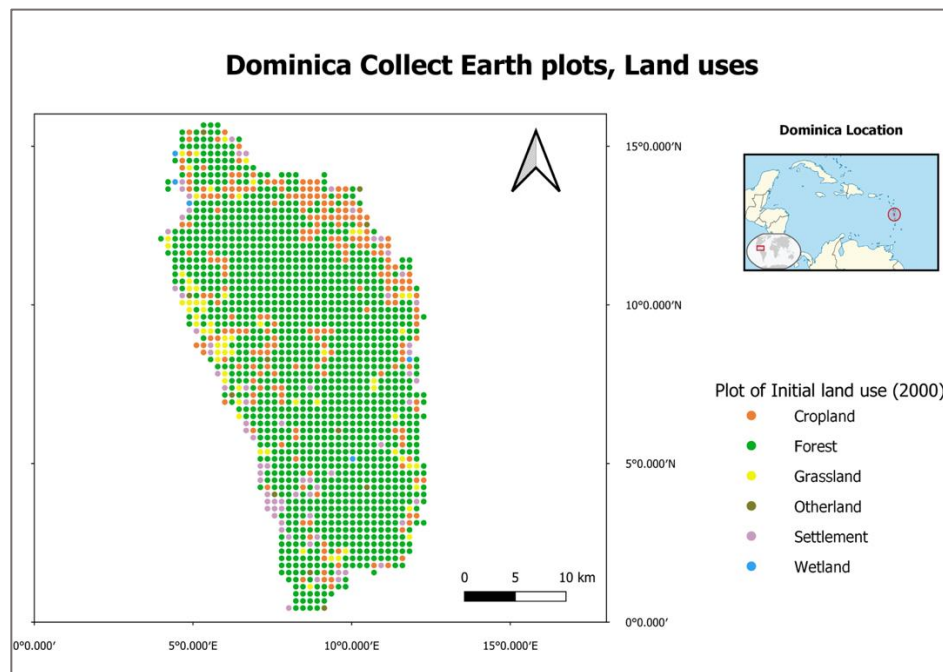 Dominica Collect Earth plots, Land uses
Dominica Location
15°0.000'N
10°0.000'N
Plot of Initial land use (2000)
Cropland
Forest
Grassland
5°0.000'N
Otherland
Settlement
Wetland
0 5 10 km
0°0.000'N
0°0.000' 5°0.000'E 10°0.000'E 15°0.000'E